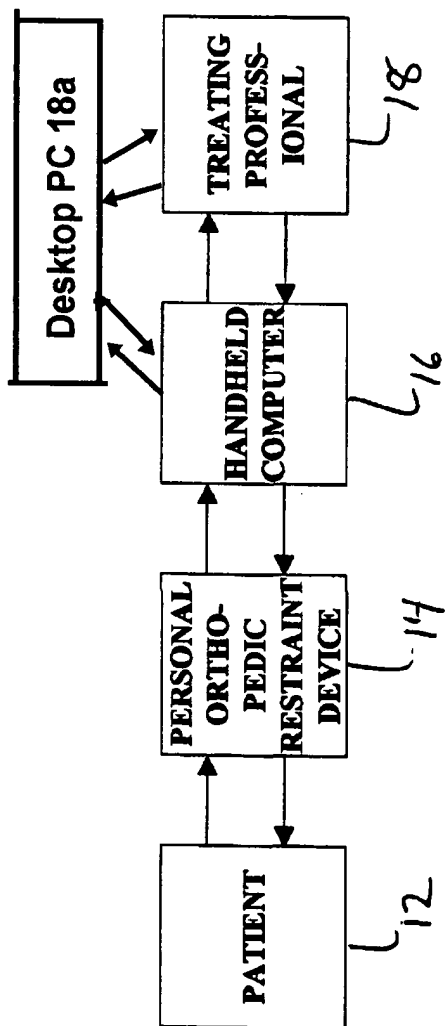 Desktop PC 18a
PATIENT
PERSONAL
ORTHO-
PEDIC
RESTRAINT
DEVICE
HANDHELD
COMPUTER
TREATING
PROFESS-
IONAL
12
14
16
18